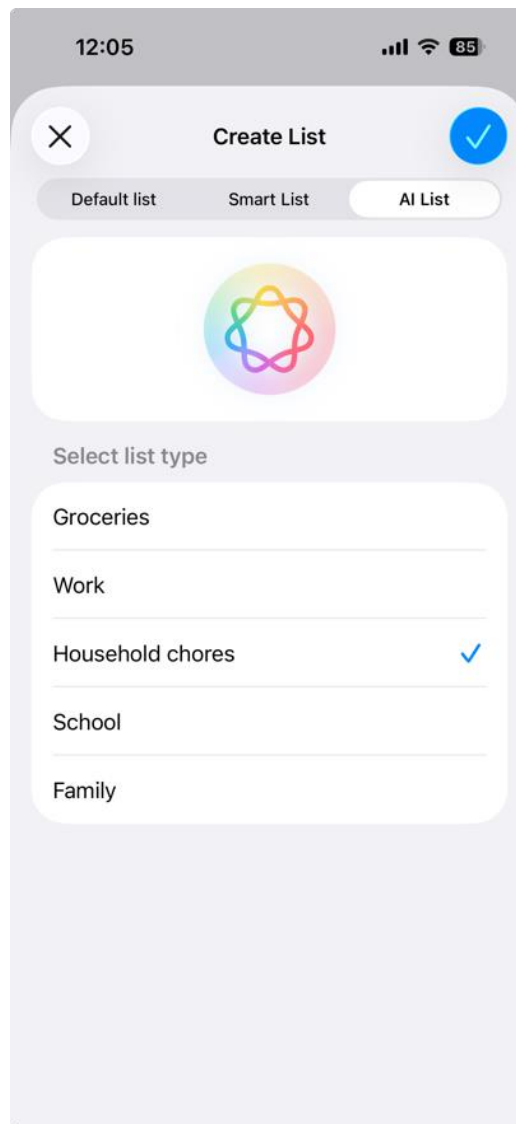 12:05
85
Create List
Default list
Smart List
AI List
Select list type
Groceries
Work
Household chores
School
Family